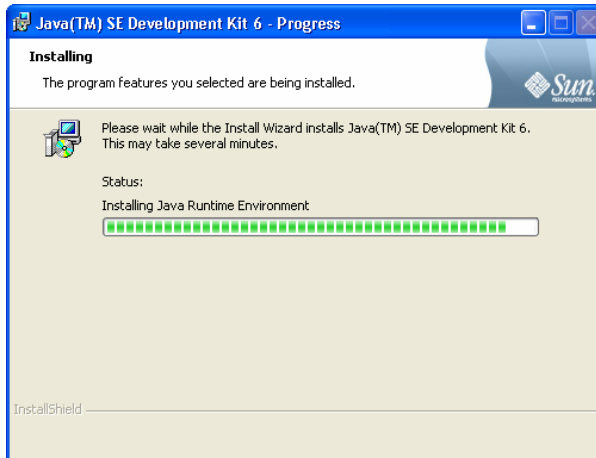 Java(TM) SE Development Kit 6 - Progress
Installing
The program features you selected are being installed.
Sun.
microsystems
Please wait while the Install Wizard installs Java(TM) SE Development Kit 6.
This may take several minutes.
Status:
Installing Java Runtime Environment
InstallShield